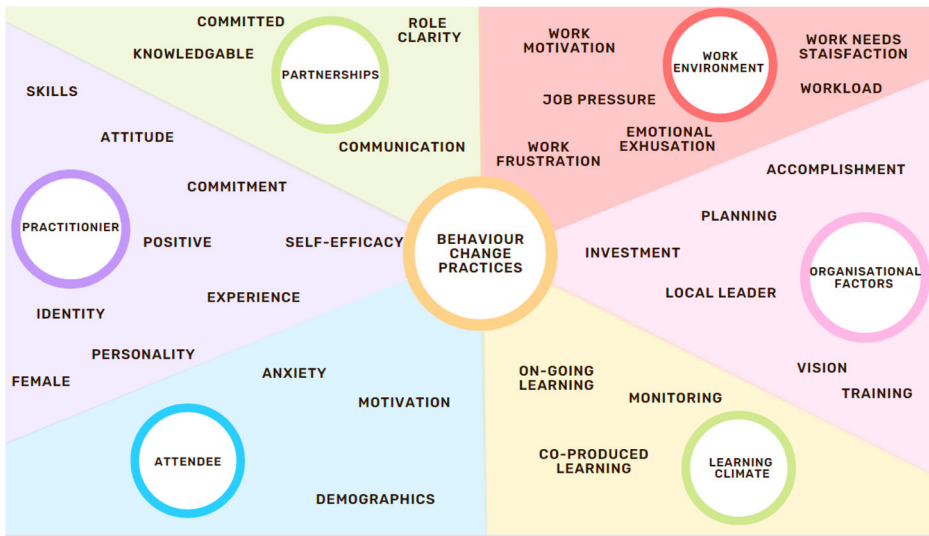 COMMITTED
ROLE
CLARITY
KNOWLEDGABLE
PARTNERSHIPS
COMMUNICATION
WORK
MOTIVATION
WORK
ENVIRONMENT
WORK NEEDS
STAISFACTION
JOB PRESSURE
WORKLOAD
EMOTIONAL
EXHUSATION
WORK
FRUSTRATION
SKILLS
ATTITUDE
COMMITMENT
PRACTITIONIER
POSITIVE
SELF-EFFICACY
EXPERIENCE
IDENTITY
PERSONALITY
FEMALE
BEHAVIOUR
CHANGE
PRACTICES
ACCOMPLISHMENT
PLANNING
INVESTMENT
ORGANISATIONAL
FACTORS
LOCAL LEADER
VISION
TRAINING
ANXIETY
MOTIVATION
ATTENDEE
DEMOGRAPHICS
ON-GOING
LEARNING
MONITORING
CO-PRODUCED
LEARNING
LEARNING
CLIMATE